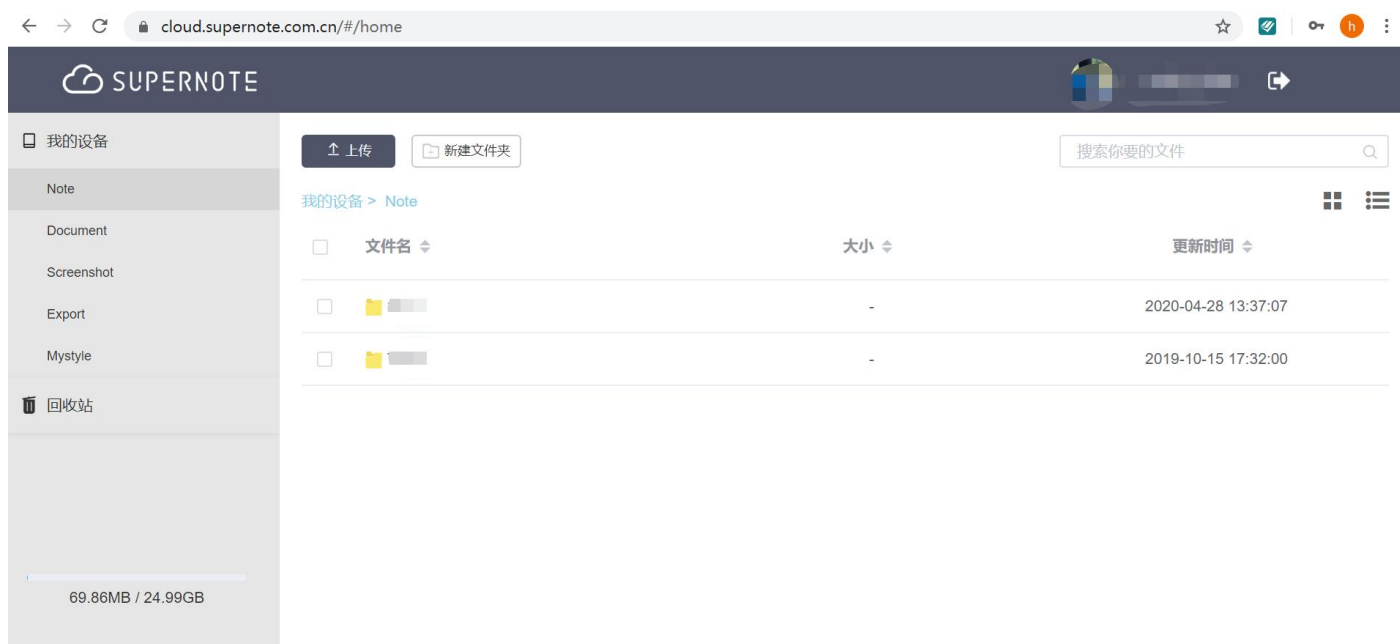 cloud.supernote.com.cn/#/home
h
SUPERNOTE
我的设备
Note
Document
Screenshot
Export
Mystyle
回收站
69.86MB / 24.99GB
上传
新建文件夹
搜索你要的文件
我的设备 > Note
文件名 大小 更新时间
- 2020-04-28 13:37:07
- 2019-10-15 17:32:00